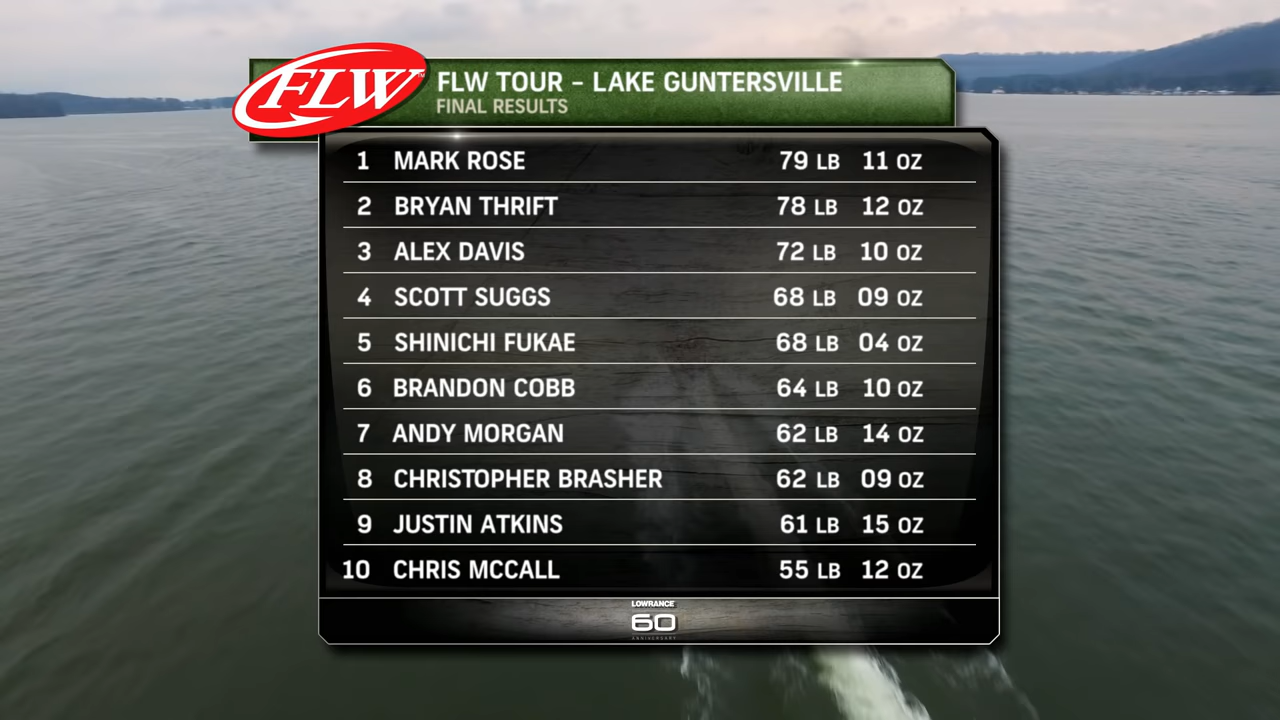 FLW
FLW TOUR - LAKE GUNTERSVILLE
FINAL RESULTS
1 MARK ROSE 79 LB 11 OZ
2 BRYAN THRIFT 78 LB 12 OZ
3 ALEX DAVIS 72 LB 10 OZ
4 SCOTT SUGGS 68 LB 09 OZ
5 SHINICHI FUKAE 68 LB 04 OZ
6 BRANDON COBB 64 LB 10 OZ
7 ANDY MORGAN 62 LB 14 OZ
8 CHRISTOPHER BRASHER 62 LB 09 OZ
9 JUSTIN ATKINS 61 LB 15 OZ
10 CHRIS MCCALL 55 LB 12 OZ
LOWRANCE
60
ANNIVERSARY